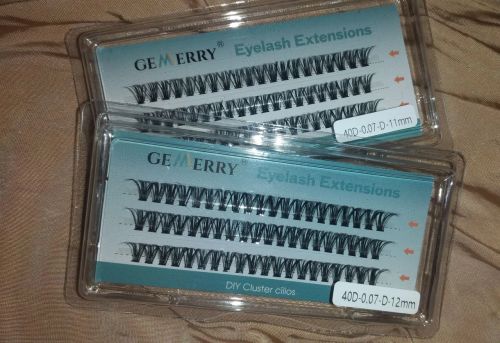 GEMERRY® Eyelash Extensions
40D-0.07-D-11mm
GEMERRY® Eyelash Extensions
DIY Cluster cilios
40D-0.07-D-12mm